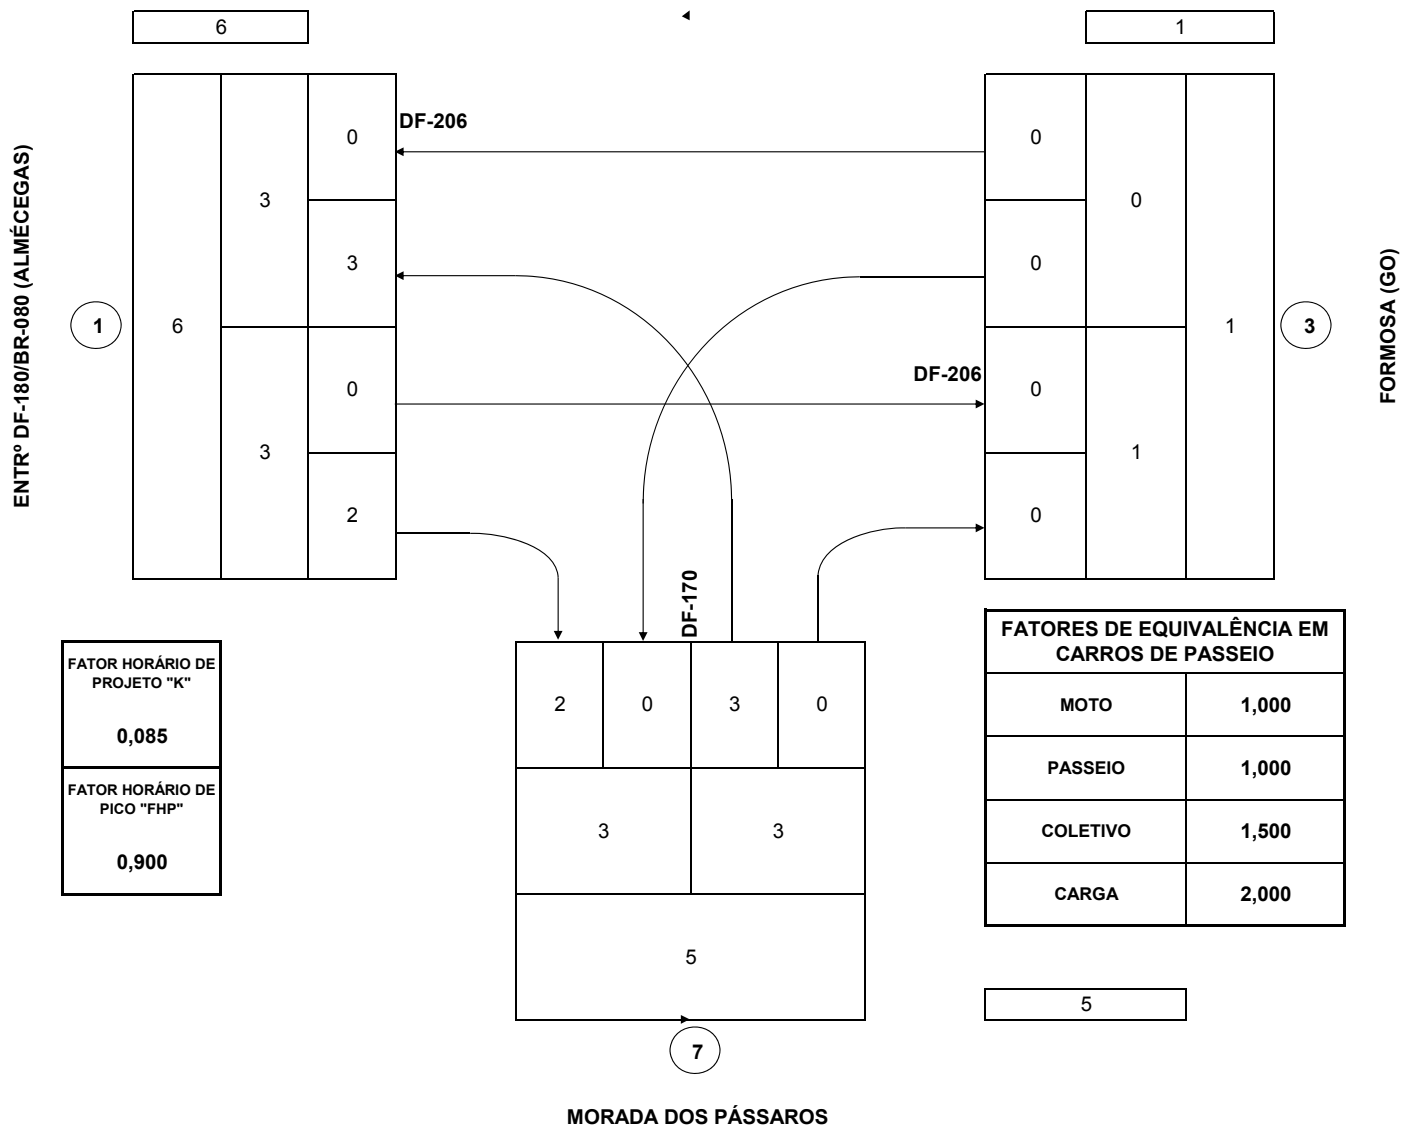 6
1
ENTRº DF-180/BR-080 (ALMÉCEGAS)
1
6
3
3
0
3
0
2
DF-206
DF-206
0
0
0
0
0
1
1
3
FORMOSA (GO)
DF-170
FATOR HORÁRIO DE
PROJETO "K"
0,085
FATOR HORÁRIO DE
PICO "FHP"
0,900
2 0 3 0
3 3
5
7
MORADA DOS PÁSSAROS
FATORES DE EQUIVALÊNCIA EM
CARROS DE PASSEIO
MOTO 1,000
PASSEIO 1,000
COLETIVO 1,500
CARGA 2,000
5